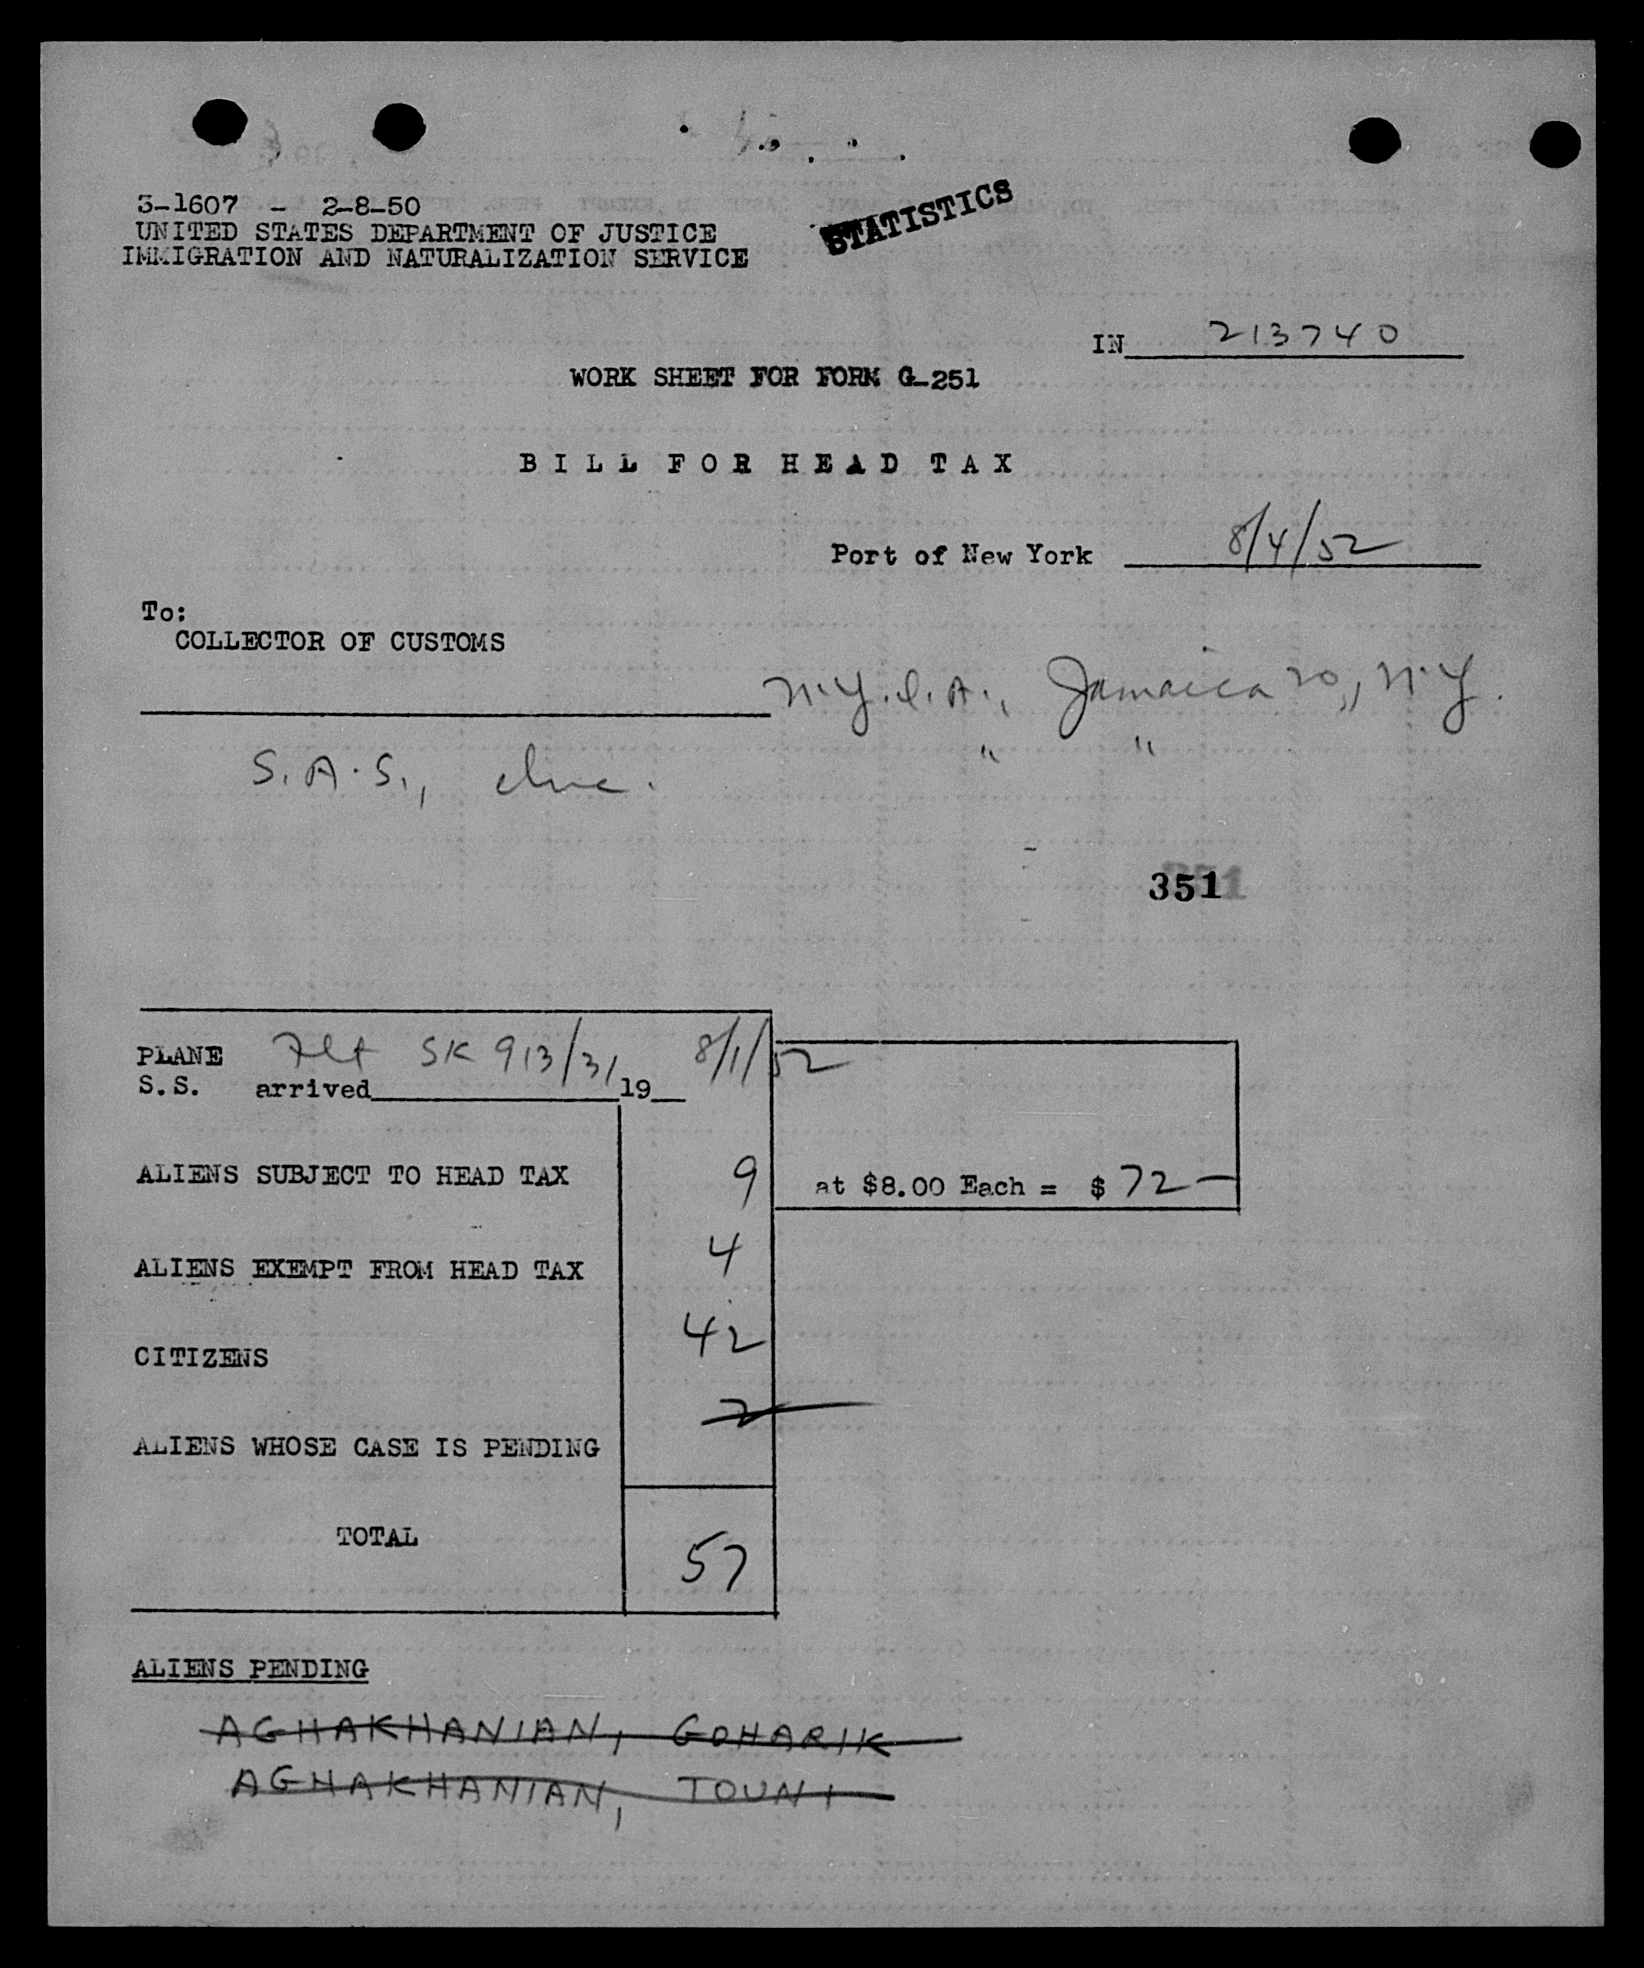 3-1607 - 2-8-50
UNITED STATES DEPARTMENT OF JUSTICE
IMMIGRATION AND NATURALIZATION SERVICE
STATISTICS
IN 213740
WORK SHEET FOR FORM G-251
BILL FOR HEAD TAX
Port of New York 8/4/52
To:
COLLECTOR OF CUSTOMS
N.Y.I.A., Jamaica 20, N.Y.
S.A.S., Inc. " "
351
PLANE Flt SK 913/31 8/1/52
S.S. arrived 19
ALIENS SUBJECT TO HEAD TAX 9 at $8.00 Each = $ 72 —
ALIENS EXEMPT FROM HEAD TAX 4
CITIZENS 42
2
ALIENS WHOSE CASE IS PENDING
TOTAL 57
ALIENS PENDING
AGHAKHANIAN, GOHARIK
AGHAKHANIAN, TOUNI